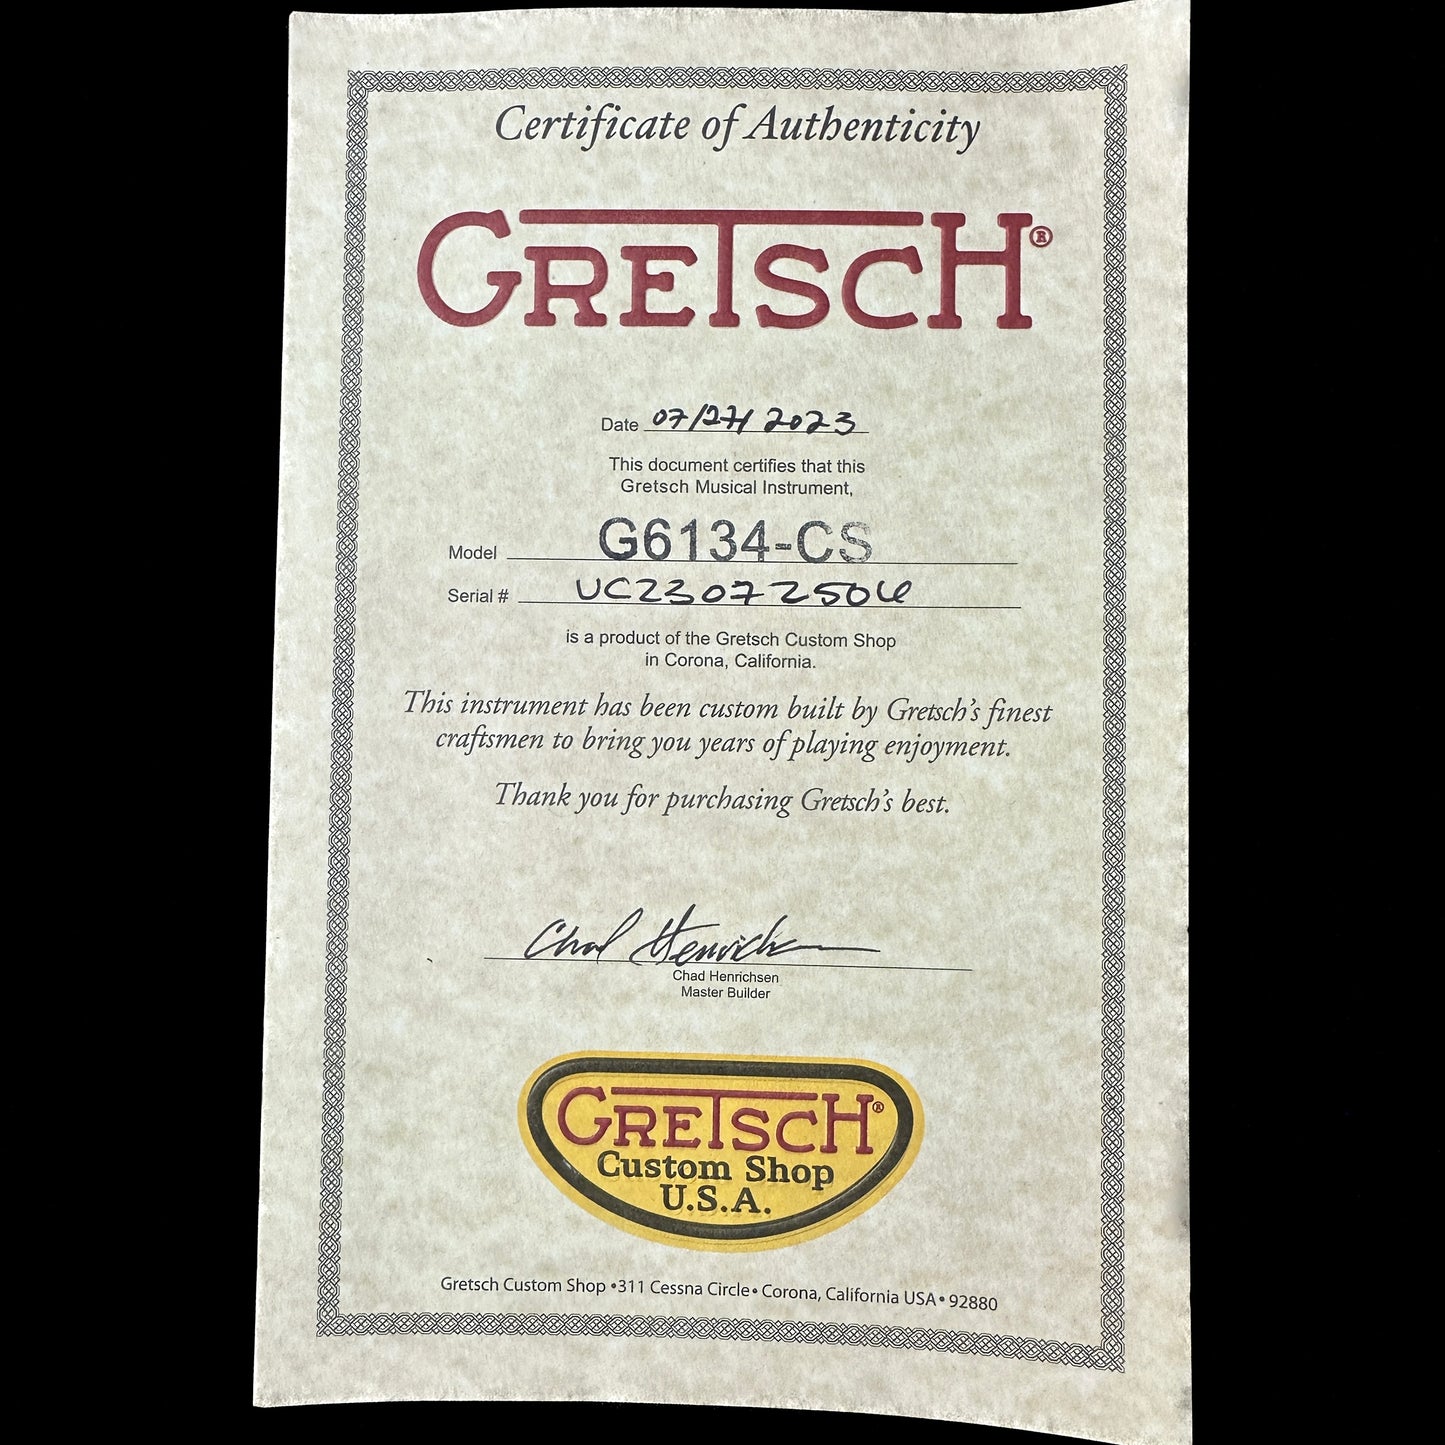 Certificate of Authenticity
GRETSCH®
Date 07/27/2023
This document certifies that this
Gretsch Musical Instrument,
Model G6134-CS
Serial # UC23072506
is a product of the Gretsch Custom Shop
in Corona, California.
This instrument has been custom built by Gretsch's finest
craftsmen to bring you years of playing enjoyment.
Thank you for purchasing Gretsch's best.
Chad Henrichsen
Chad Henrichsen
Master Builder
GRETSCH®
Custom Shop
U.S.A.
Gretsch Custom Shop •311 Cessna Circle• Corona, California USA• 92880